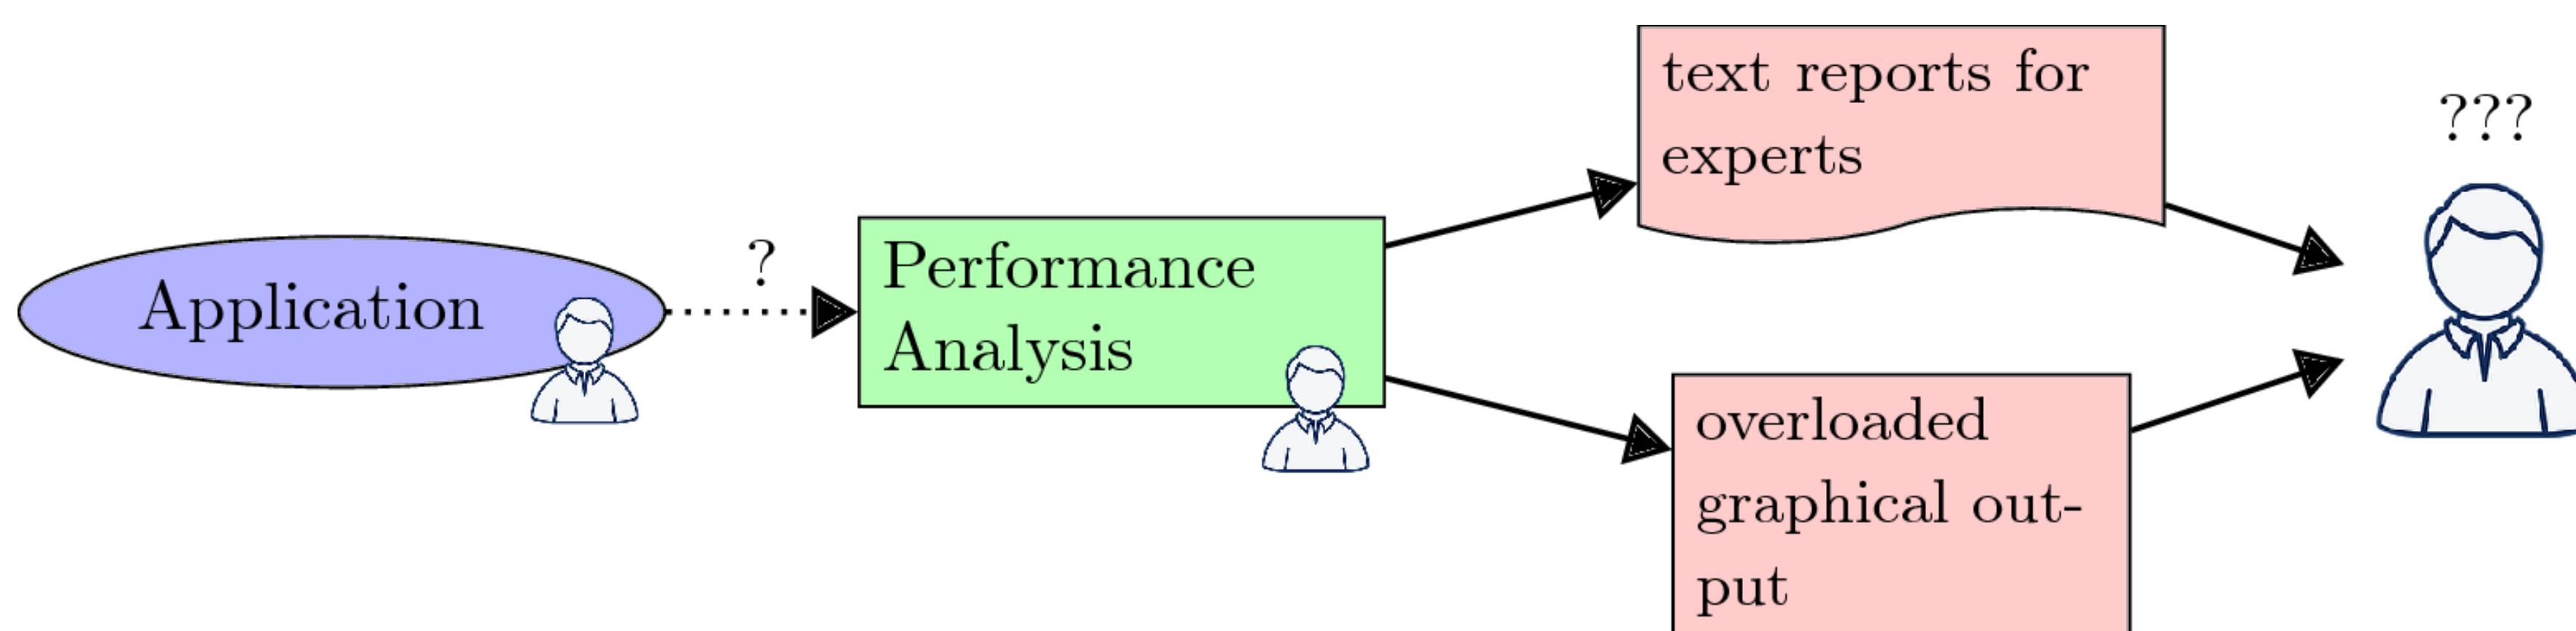 Application
?
Performance
Analysis
text reports for
experts
overloaded
graphical out-
put
???